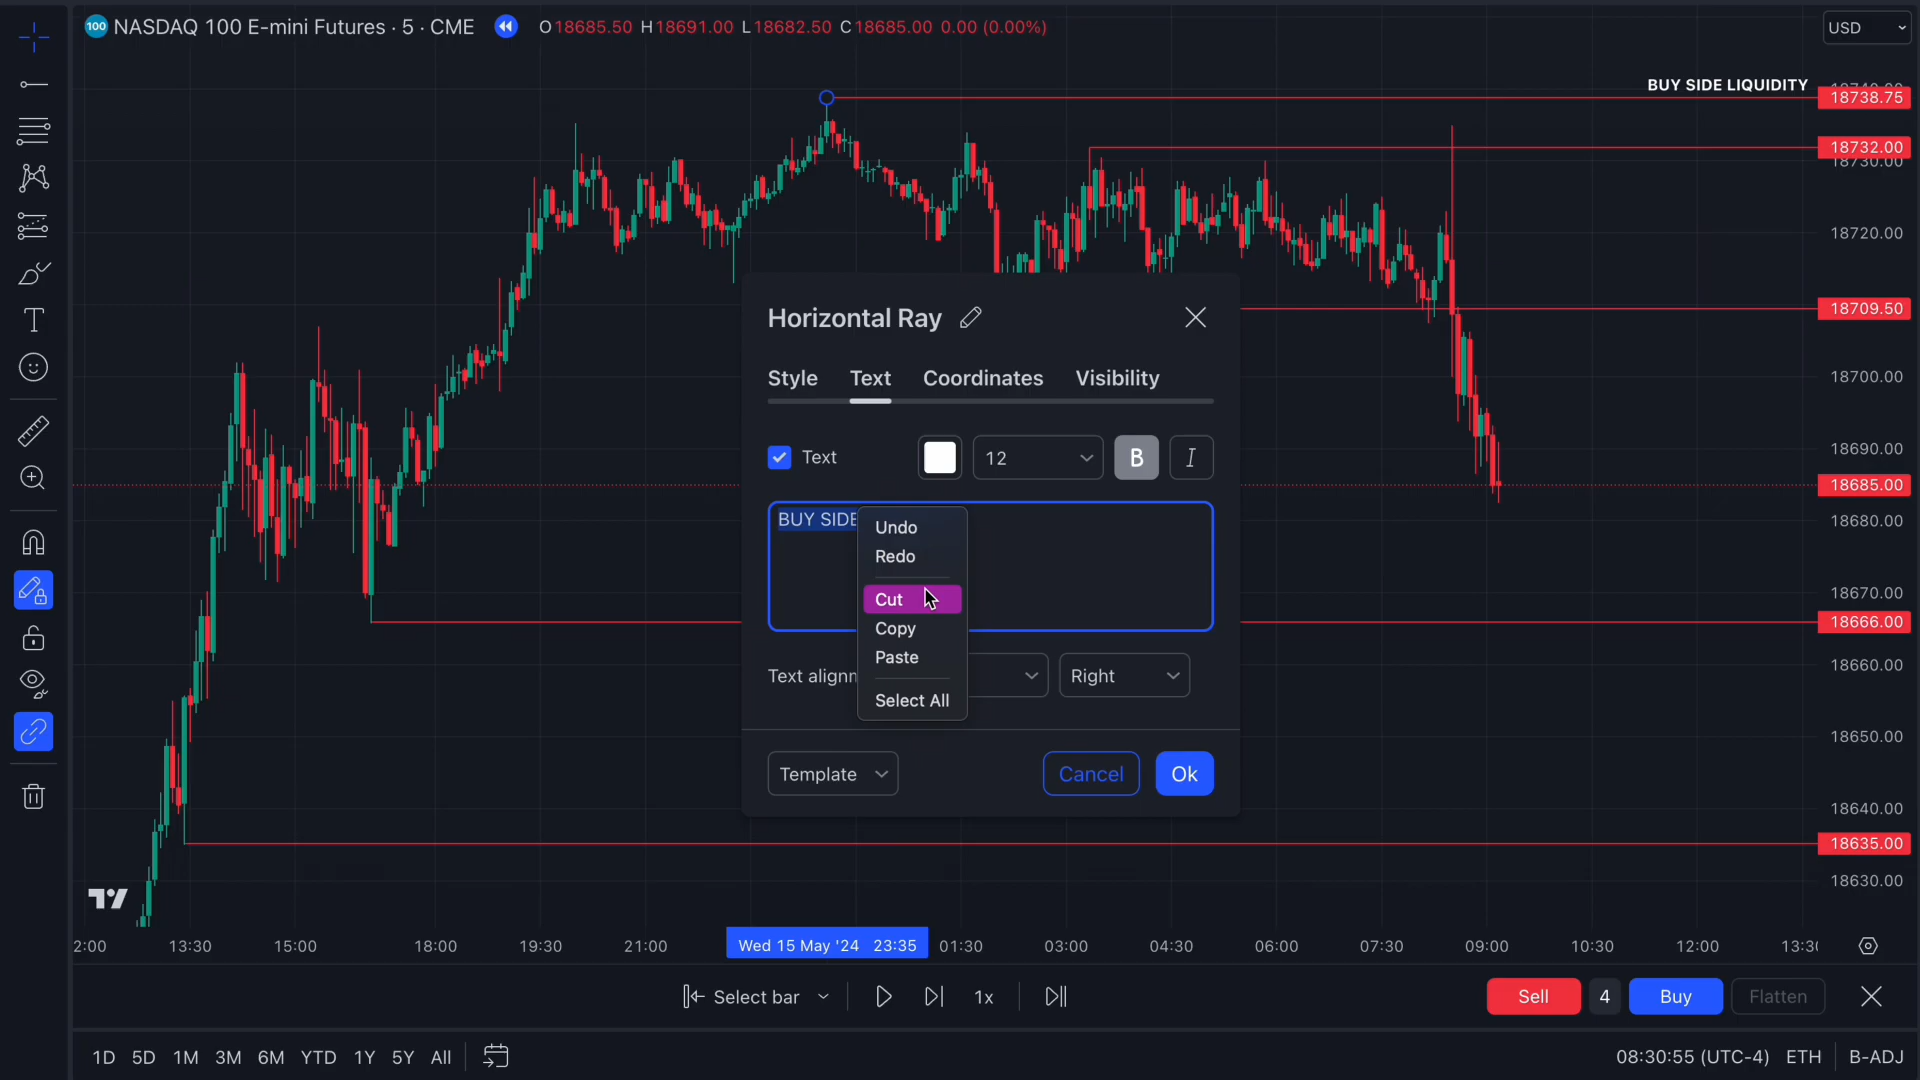 100 NASDAQ 100 E-mini Futures · 5 · CME O18685.50 H18691.00 L18682.50 C18685.00 0.00 (0.00%)
USD
BUY SIDE LIQUIDITY
18738.75
18732.00
18730.00
18720.00
18709.50
18700.00
18690.00
18685.00
18680.00
18670.00
18666.00
18660.00
18650.00
18640.00
18635.00
18630.00
Horizontal Ray
Style Text Coordinates Visibility
Text 12 B I
BUY SIDE
Undo
Redo
Cut
Copy
Paste
Select All
Right
Template Cancel Ok
2:00 13:30 15:00 18:00 19:30 21:00 Wed 15 May '24 23:35 01:30 03:00 04:30 06:00 07:30 09:00 10:30 12:00
Select bar 1x Sell 4 Buy Flatten
1D 5D 1M 3M 6M YTD 1Y 5Y All 08:30:55 (UTC-4) ETH B-ADJ